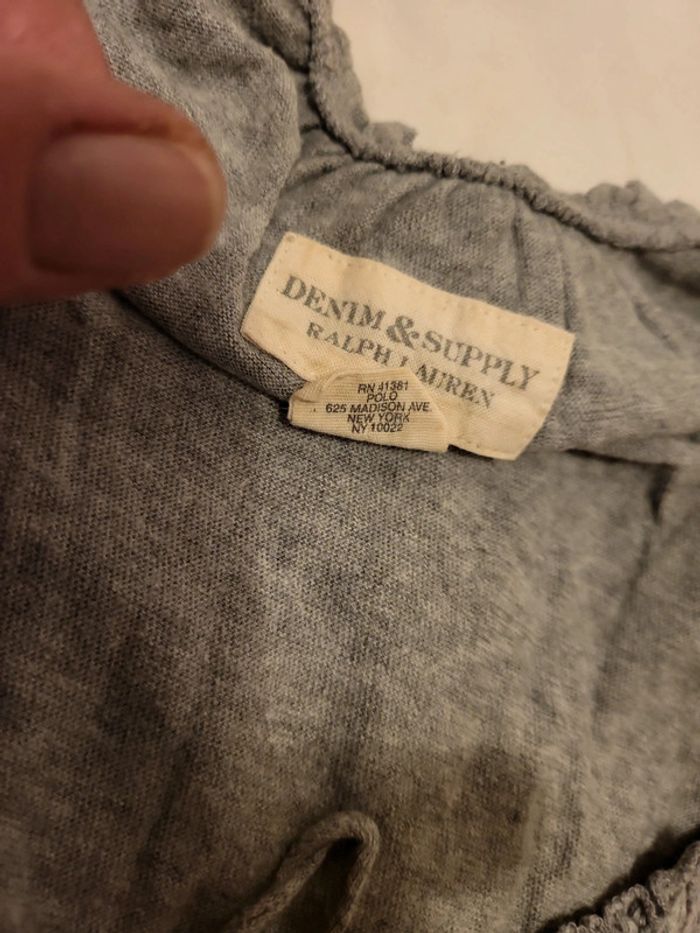 DENIM & SUPPLY
RALPH LAUREN
RN 41381
POLO
625 MADISON AVE.
NEW YORK
NY 10022